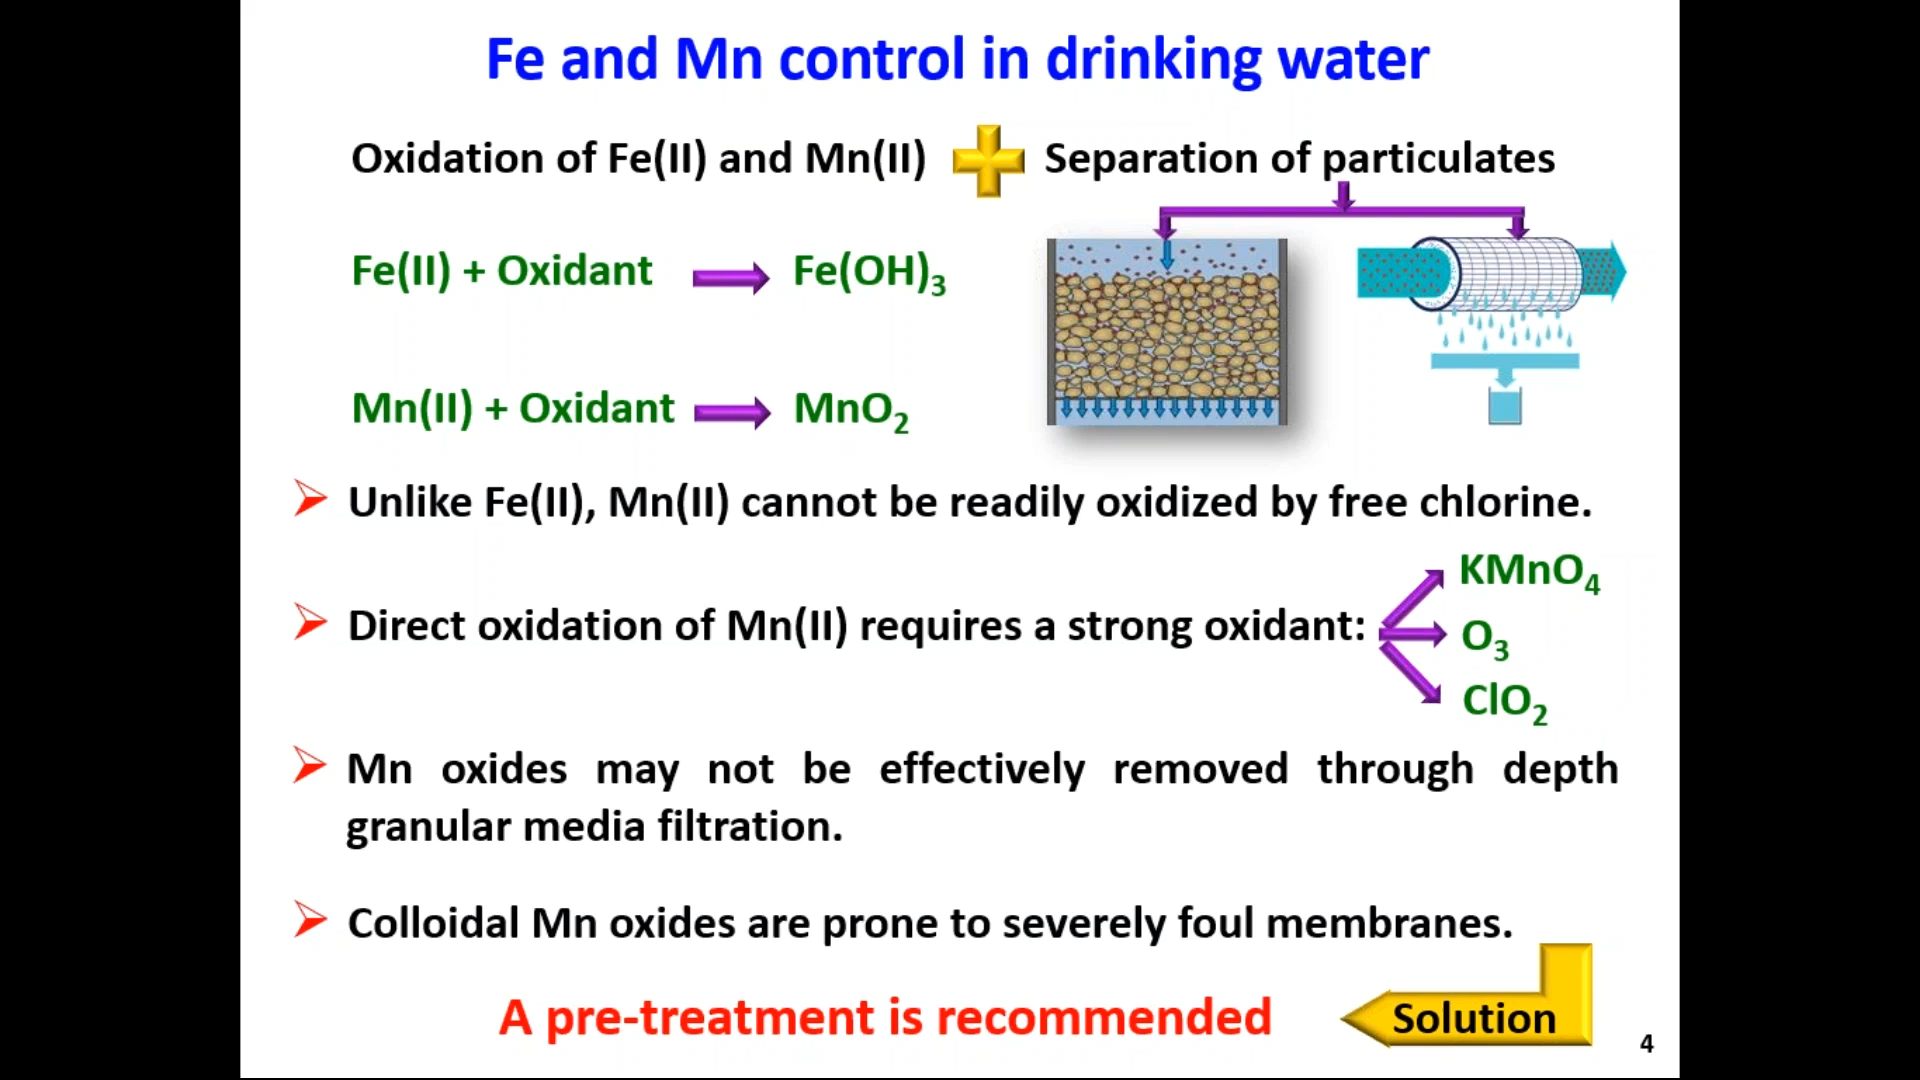 Fe and Mn control in drinking water
Oxidation of Fe(II) and Mn(II) Separation of particulates
Fe(II) + Oxidant Fe(OH)₃
Mn(II) + Oxidant MnO₂
Unlike Fe(II), Mn(II) cannot be readily oxidized by free chlorine.
KMnO₄
Direct oxidation of Mn(II) requires a strong oxidant:
O₃
ClO₂
Mn oxides may not be effectively removed through depth
granular media filtration.
Colloidal Mn oxides are prone to severely foul membranes.
A pre-treatment is recommended
Solution
4